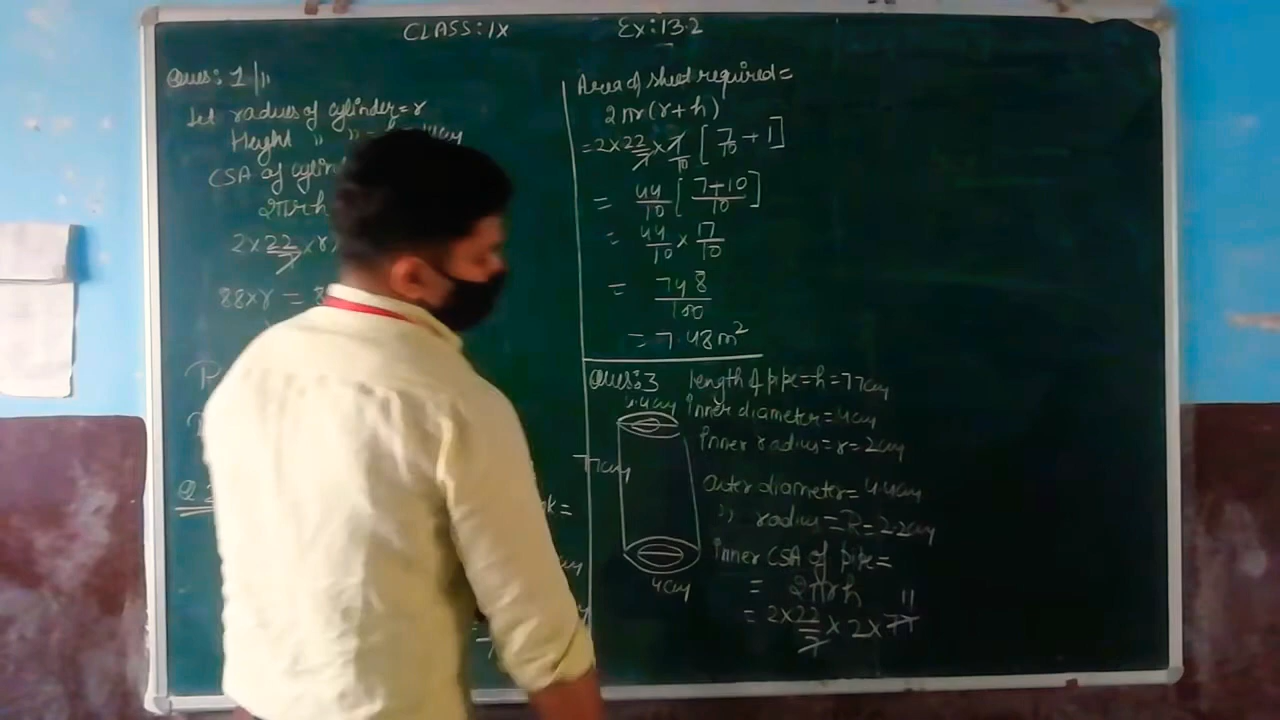 CLASS: IX
Ex: 13.2
Ques: 1 //
Let radius of cylinder = r
Height " =
CSA of
2πrh
2 × 22/7 × r
88 × r = 8
Q 2
=
Area of sheet required =
2πr(r+h)
= 2 × 22/7 × 7/10 [7/10 + 1]
= 44/10 [7+10/10]
= 44/10 × 17/10
= 748/100
= 7.48 m²
Ques: 3 length of pipe = h = 77cm
4.4cm
Inner diameter = 4cm
Inner radius = r = 2cm
77cm
Outer diameter = 4.4cm
" radius = R = 2.2cm
Inner CSA of pipe =
4cm
= 2πrh
11
= 2 × 22/7 × 2 × 77